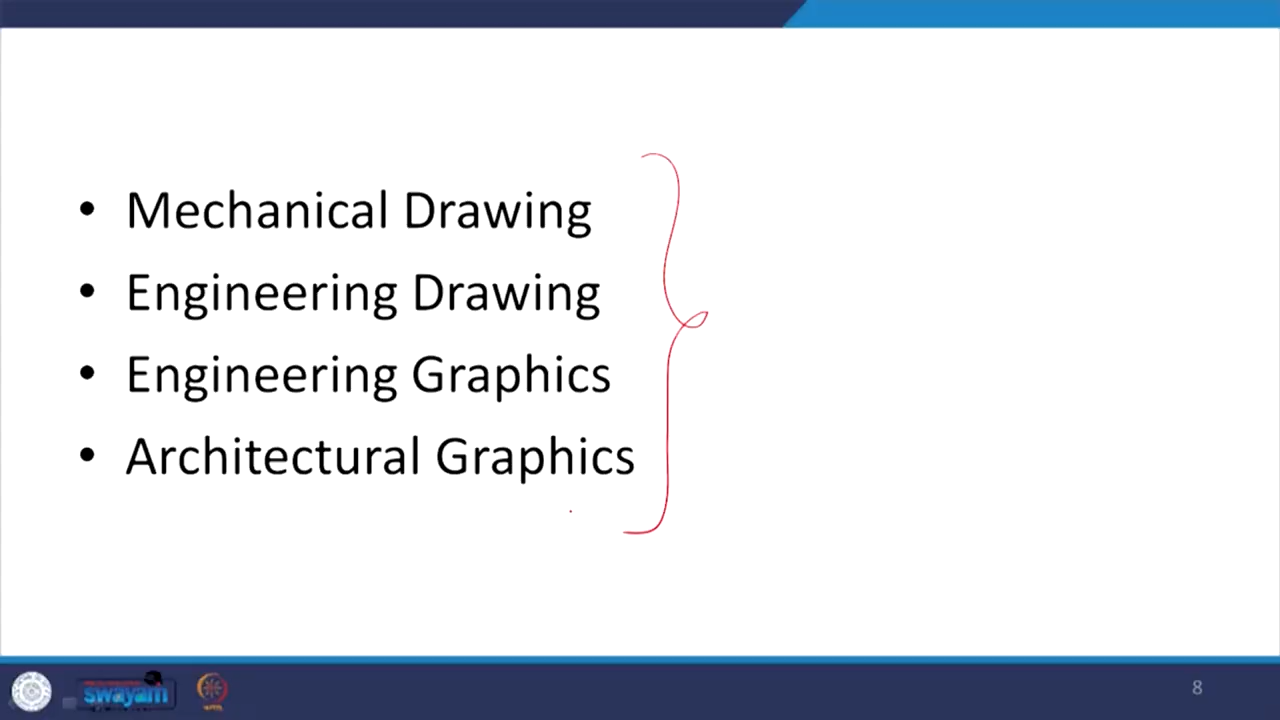 • Mechanical Drawing
• Engineering Drawing
• Engineering Graphics
• Architectural Graphics
swayam
8